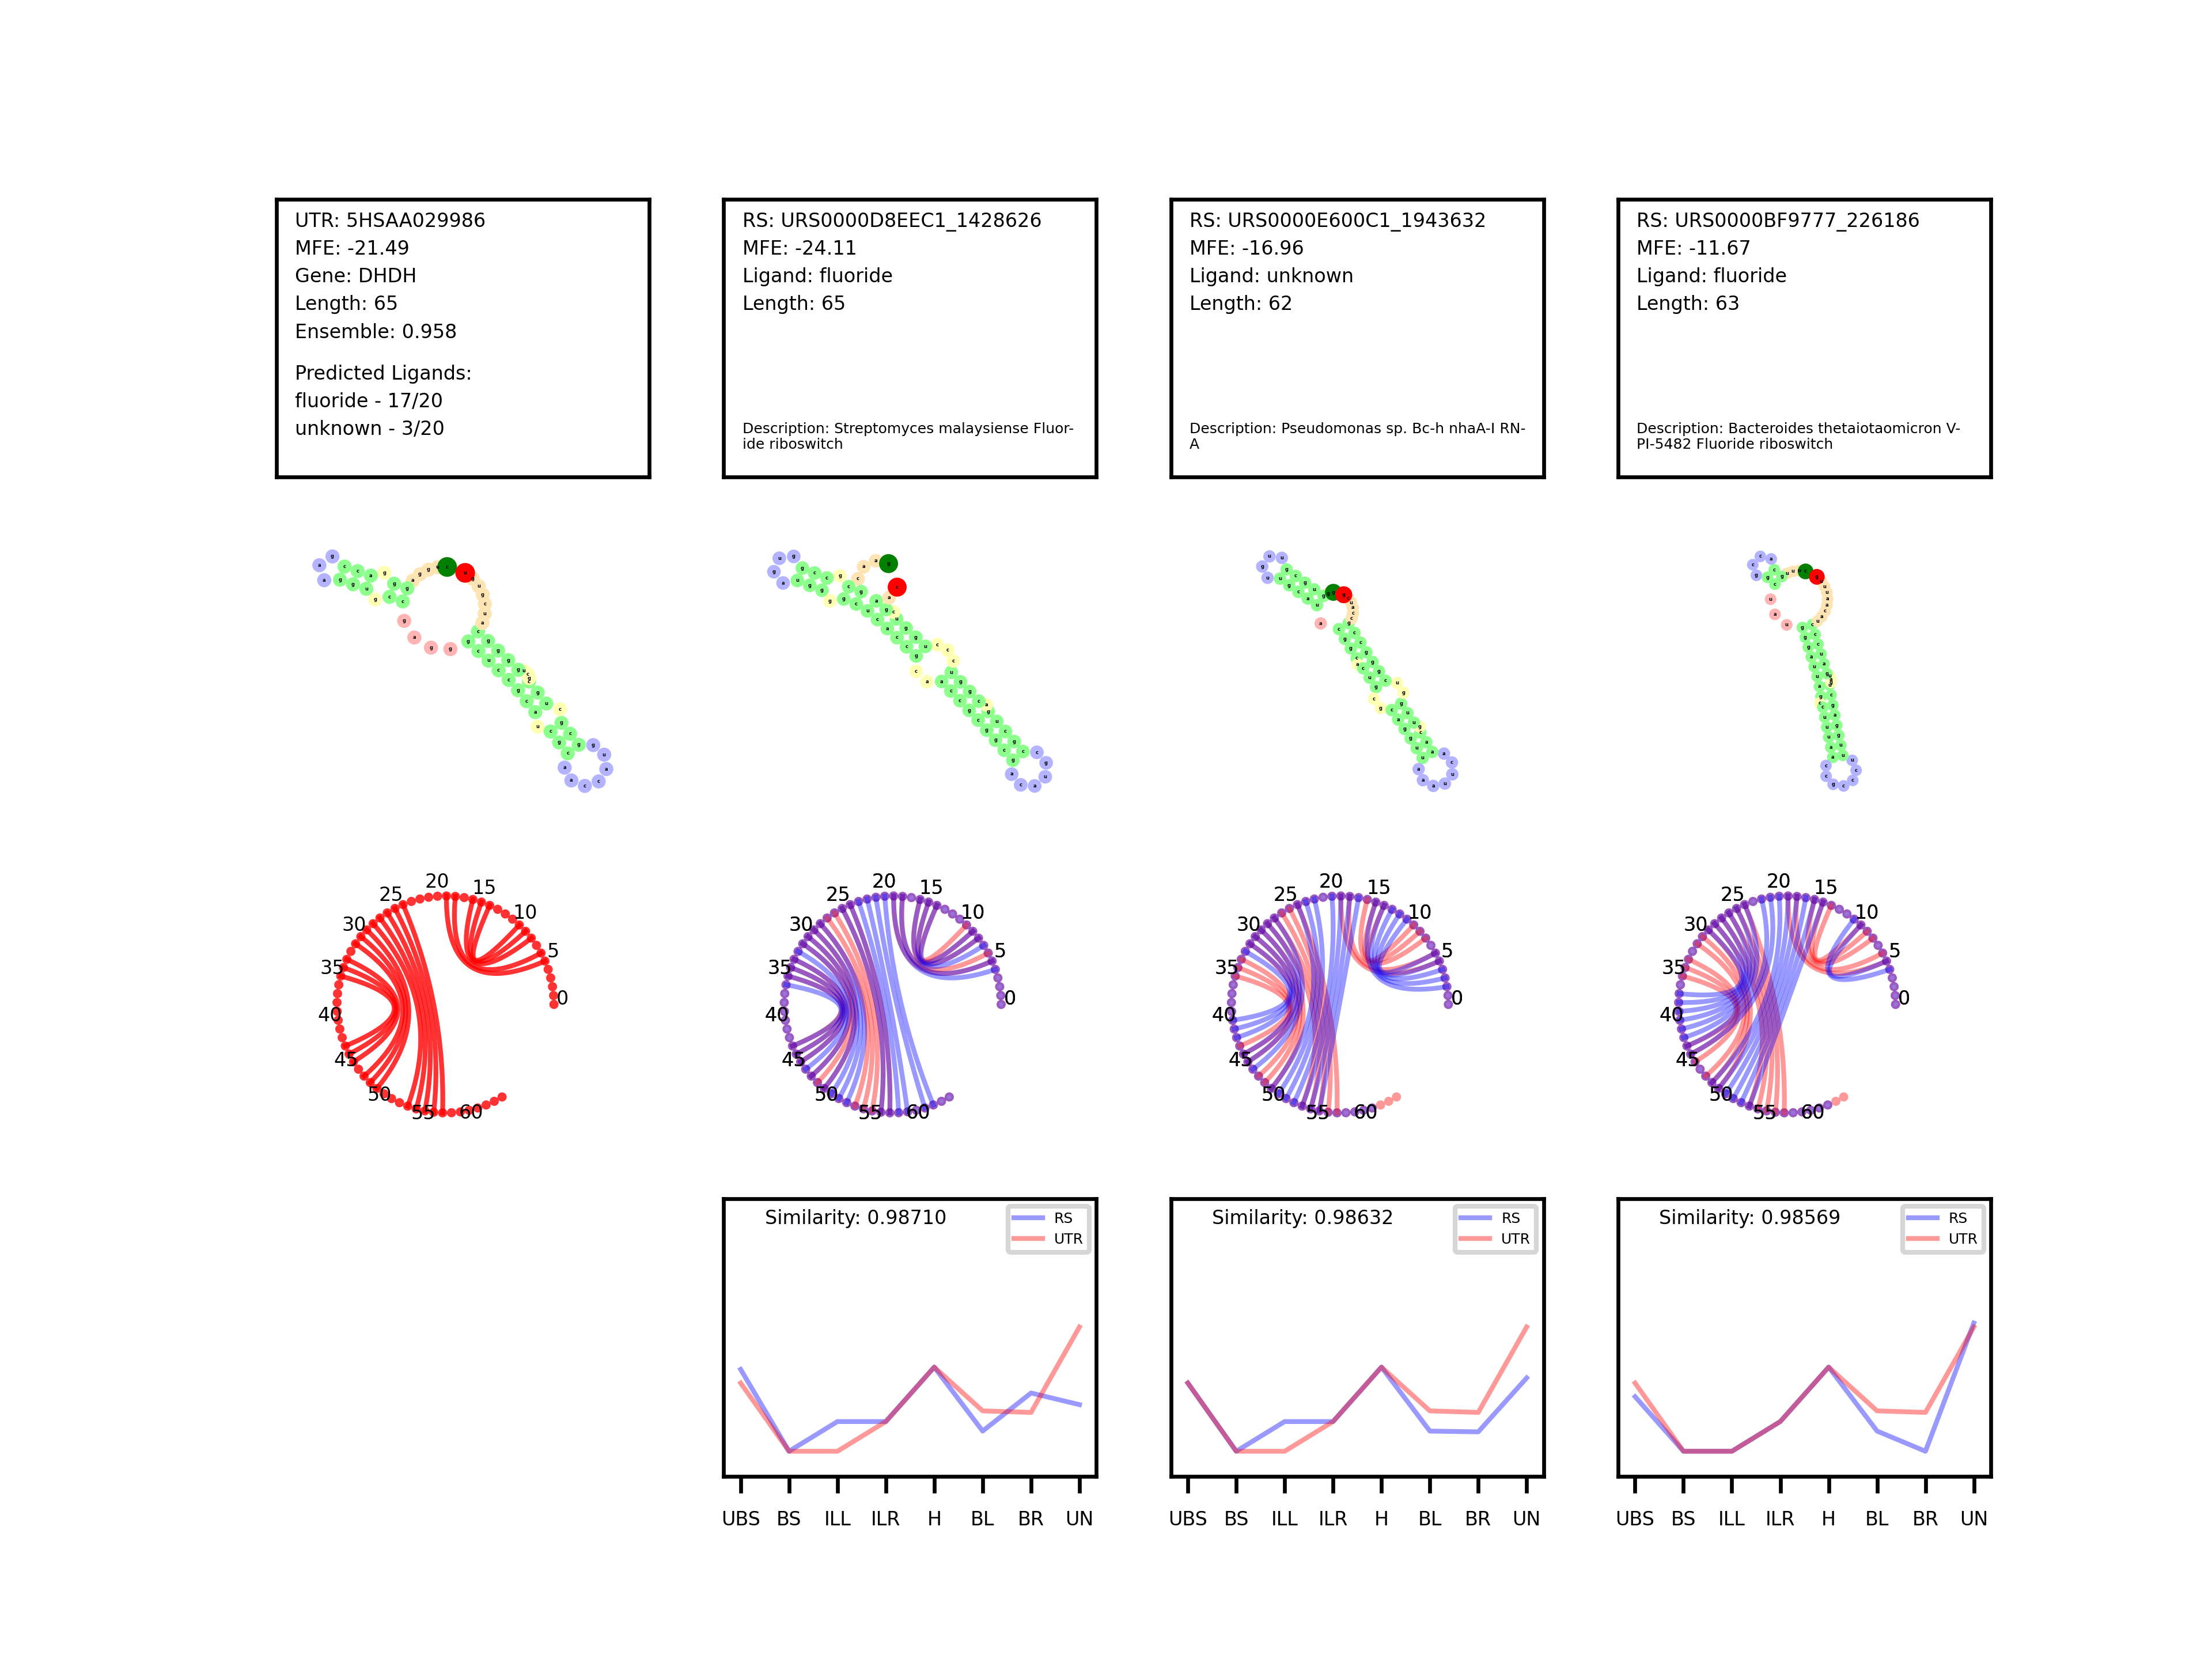 UTR: 5HSAA029986
MFE: -21.49
Gene: DHDH
Length: 65
Ensemble: 0.958
Predicted Ligands:
fluoride - 17/20
unknown - 3/20
RS: URS0000D8EEC1_1428626
MFE: -24.11
Ligand: fluoride
Length: 65
Description: Streptomyces malaysiense Fluor-
ide riboswitch
RS: URS0000E600C1_1943632
MFE: -16.96
Ligand: unknown
Length: 62
Description: Pseudomonas sp. Bc-h nhaA-I RN-
A
RS: URS0000BF9777_226186
MFE: -11.67
Ligand: fluoride
Length: 63
Description: Bacteroides thetaiotaomicron V-
PI-5482 Fluoride riboswitch
0
5
10
15
20
25
30
35
40
45
50
55
60
0
5
10
15
20
25
30
35
40
45
50
55
60
0
5
10
15
20
25
30
35
40
45
50
55
60
0
5
10
15
20
25
30
35
40
45
50
55
60
Similarity: 0.98710
RS
UTR
UBS BS ILL ILR H BL BR UN
Similarity: 0.98632
RS
UTR
UBS BS ILL ILR H BL BR UN
Similarity: 0.98569
RS
UTR
UBS BS ILL ILR H BL BR UN